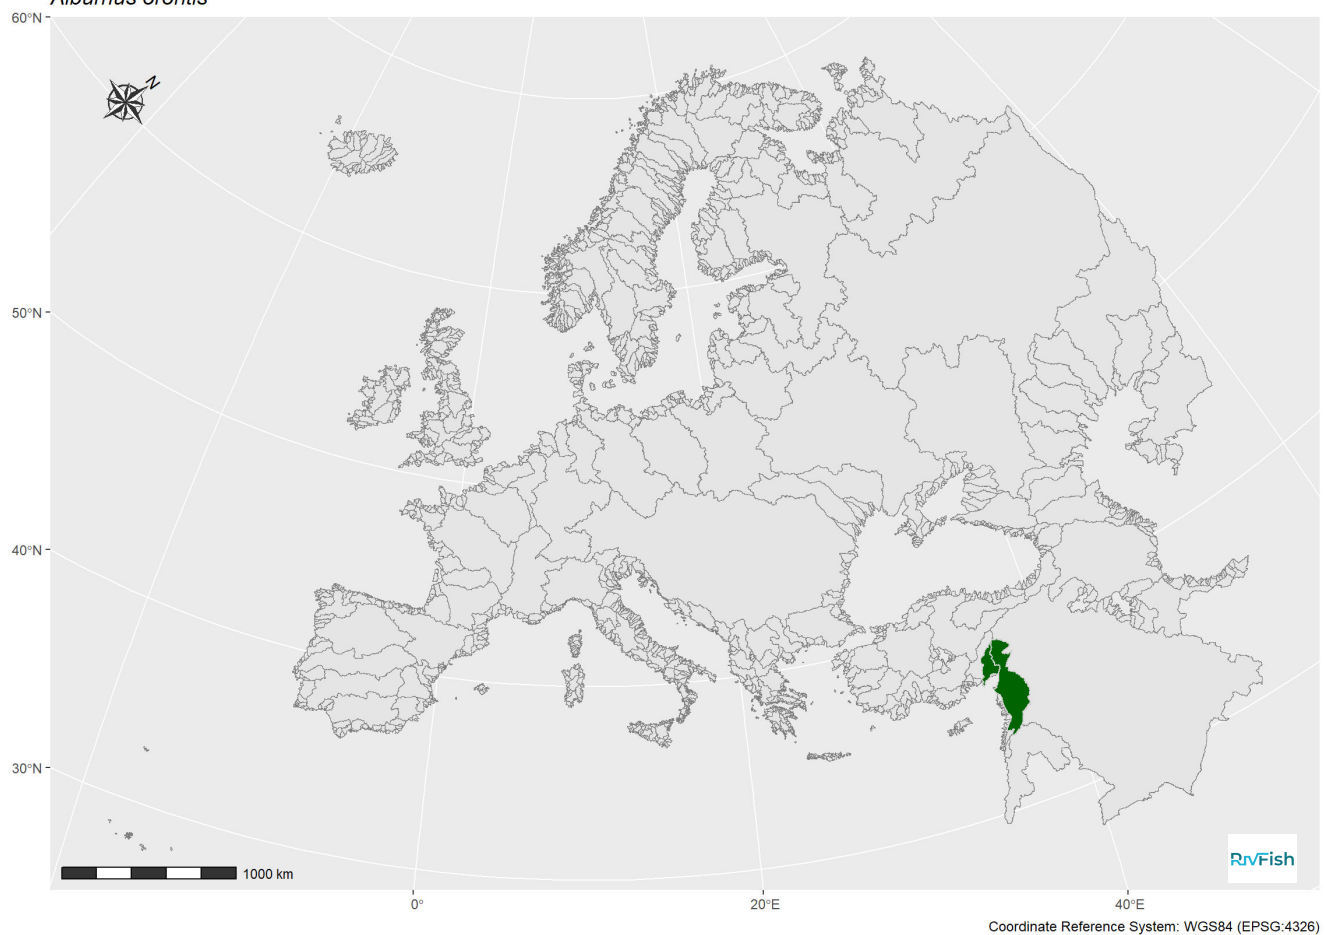 Alburnus orontis
60°N
N
50°N
40°N
30°N
1000 km
RivFish
0°
20°E
40°E
Coordinate Reference System: WGS84 (EPSG:4326)